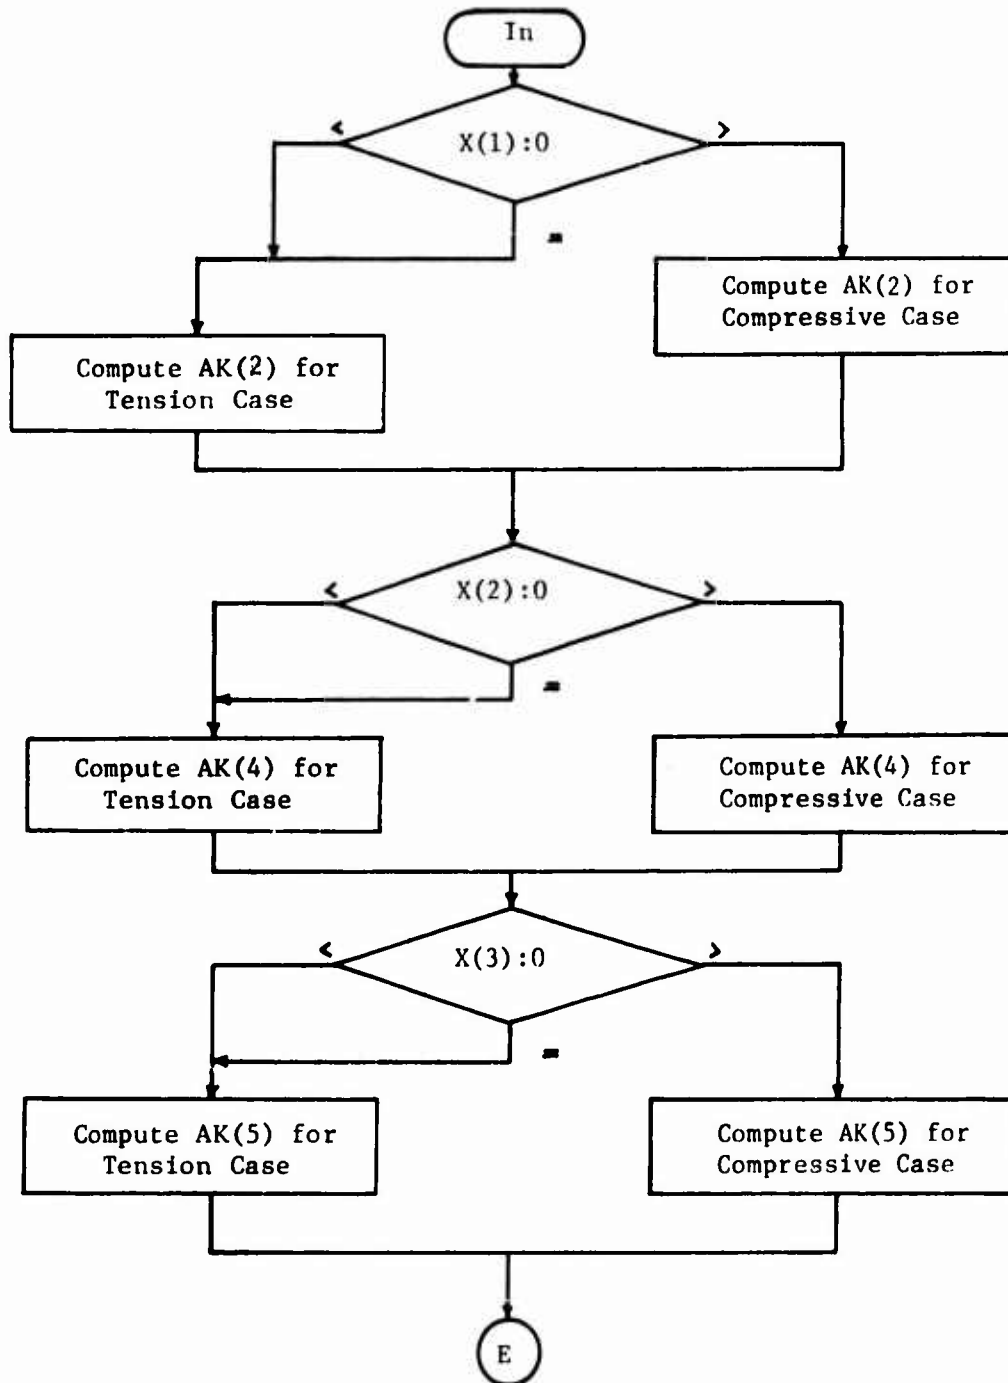 In
<
X(1):0
>
=
Compute AK(2) for
Compressive Case
Compute AK(2) for
Tension Case
<
X(2):0
>
=
Compute AK(4) for
Tension Case
Compute AK(4) for
Compressive Case
<
X(3):0
>
=
Compute AK(5) for
Tension Case
Compute AK(5) for
Compressive Case
E